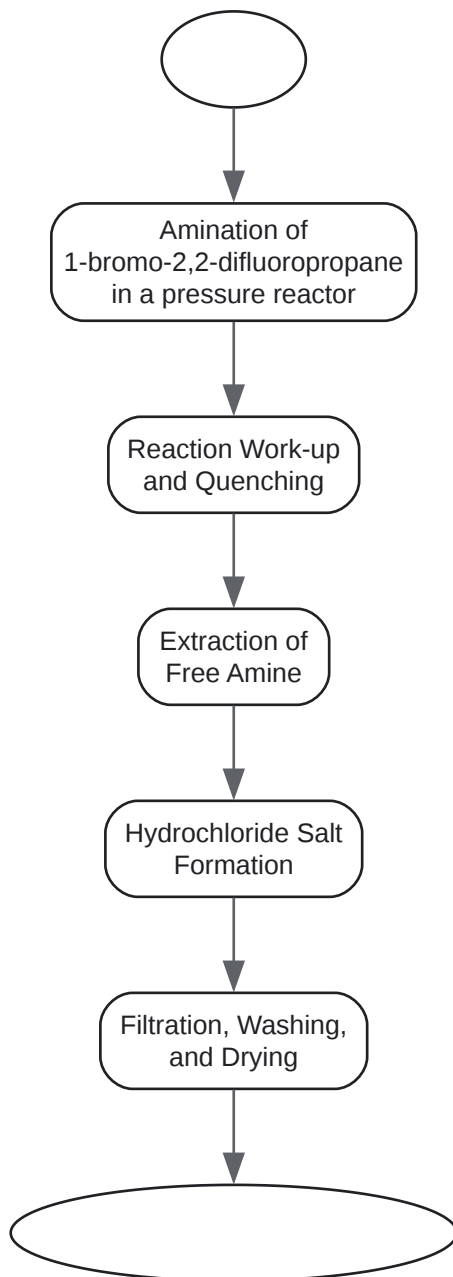 Amination of
1-bromo-2,2-difluoropropane
in a pressure reactor
Reaction Work-up
and Quenching
Extraction of
Free Amine
Hydrochloride Salt
Formation
Filtration, Washing,
and Drying